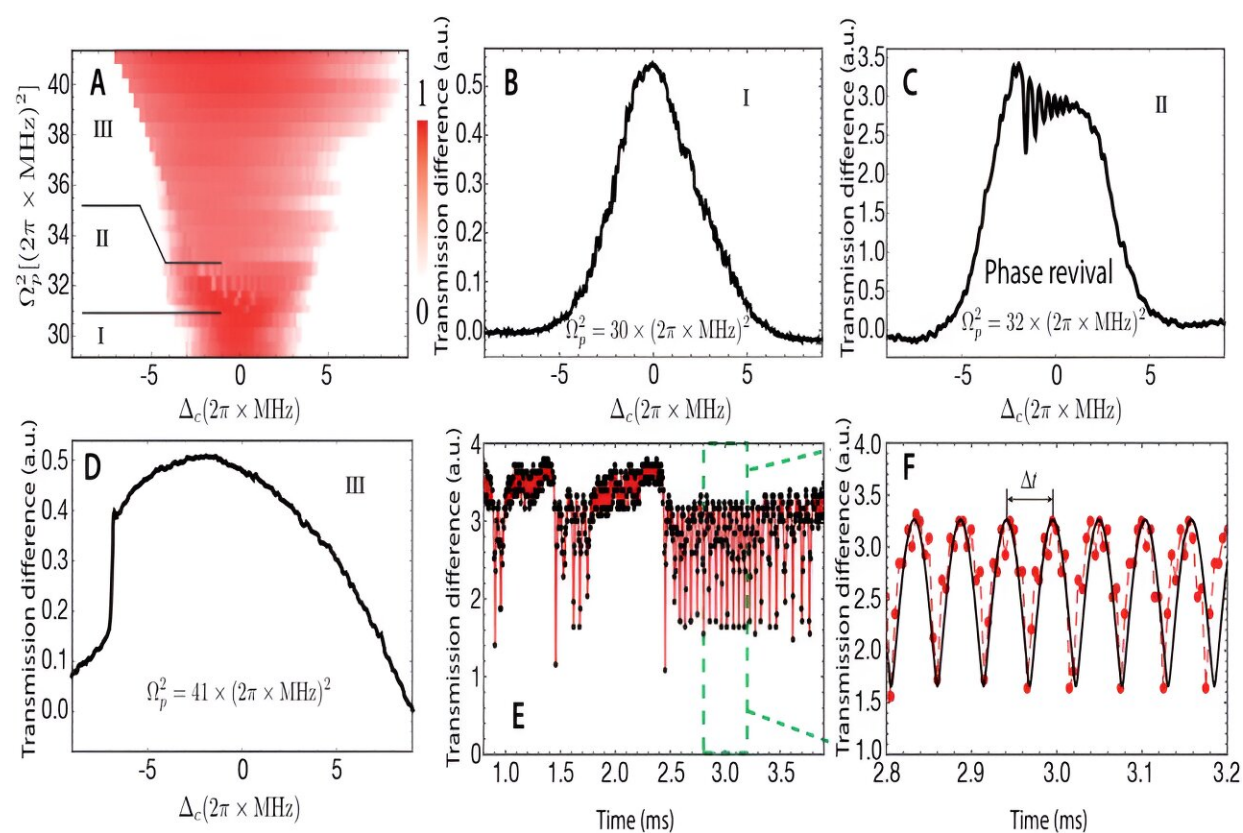 A
Ω_p^2[(2π × MHz)^2]
40
38
36
34
32
30
III
II
I
1
0
-5
0
5
Δ_c(2π × MHz)
B
I
Transmission difference (a.u.)
0.5
0.4
0.5
0.2
0.1
0.0
Ω_p^2 = 30 × (2π × MHz)^2
-5
0
5
Δ_c(2π × MHz)
C
II
Transmission difference (a.u.)
3.5
3.0
2.5
2.0
1.5
1.0
0.5
0.0
Phase revival
Ω_p^2 = 32 × (2π × MHz)^2
-5
0
5
Δ_c(2π × MHz)
D
III
Transmission difference (a.u.)
0.5
0.4
0.3
0.2
0.1
0.0
Ω_p^2 = 41 × (2π × MHz)^2
-5
0
5
Δ_c(2π × MHz)
E
Transmission difference (a.u.)
4
3
2
1
0
1.0
1.5
2.0
2.5
3.0
3.5
Time (ms)
F
Δt
Transmission difference (a.u.)
4.0
3.5
3.0
2.5
2.0
1.5
1.0
2.8
2.9
3.0
3.1
3.2
Time (ms)